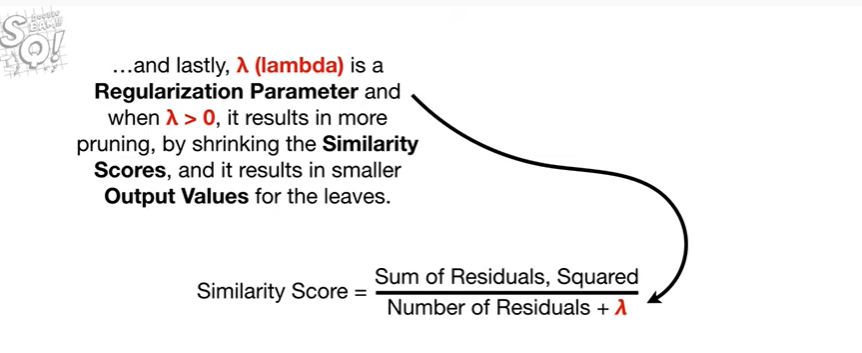 …and lastly, λ (lambda) is a
Regularization Parameter and
when λ > 0, it results in more
pruning, by shrinking the Similarity
Scores, and it results in smaller
Output Values for the leaves.
Similarity Score =
Sum of Residuals, Squared
Number of Residuals + λ